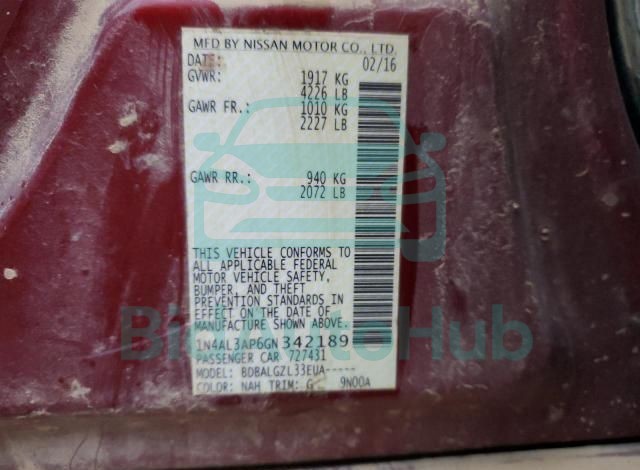 MFD BY NISSAN MOTOR CO., LTD.
DATE: 02/16
GVWR: 1917 KG
4226 LB
GAWR FR.: 1010 KG
2227 LB
GAWR RR.: 940 KG
2072 LB
THIS VEHICLE CONFORMS TO
ALL APPLICABLE FEDERAL
MOTOR VEHICLE SAFETY,
BUMPER, AND THEFT
PREVENTION STANDARDS IN
EFFECT ON THE DATE OF
MANUFACTURE SHOWN ABOVE.
1N4AL3AP6GN342189
PASSENGER CAR 727431
MODEL: BDBALGZL33EUA-----
COLOR: NAH TRIM: G 9N00A
BidAutoHub